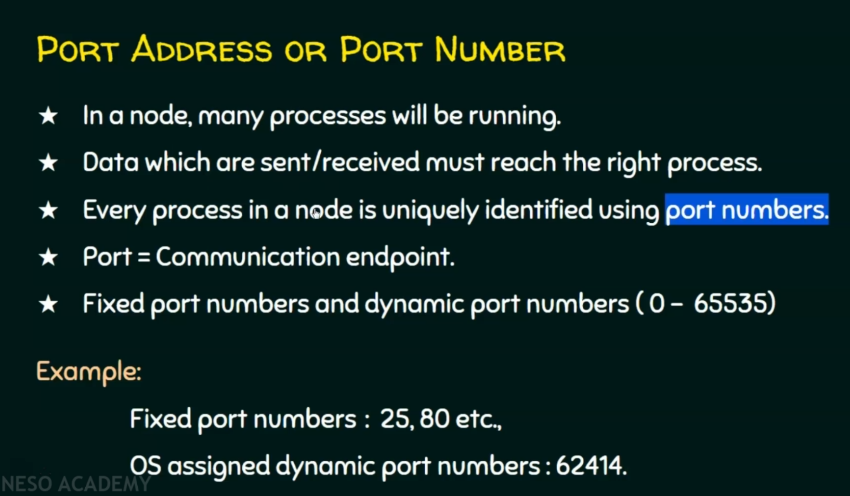 PORT ADDRESS OR PORT NUMBER
★ In a node, many processes will be running.
★ Data which are sent/received must reach the right process.
★ Every process in a node is uniquely identified using port numbers.
★ Port = Communication endpoint.
★ Fixed port numbers and dynamic port numbers ( 0 – 65535)
Example:
Fixed port numbers : 25, 80 etc.,
OS assigned dynamic port numbers : 62414.
NESO ACADEMY